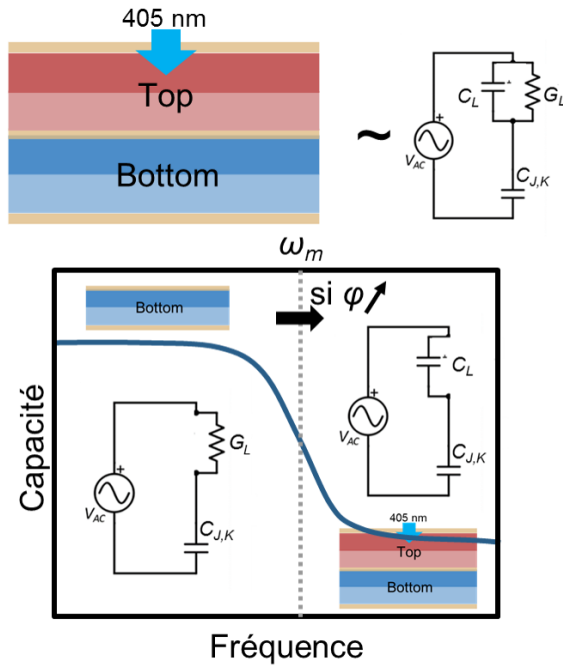 405 nm
Top
Bottom
~
+
V_AC
C_L
G_L
C_J,K
ω_m
si φ ↗
Bottom
Capacité
+
V_AC
G_L
C_J,K
+
V_AC
C_L
C_J,K
405 nm
Top
Bottom
Fréquence